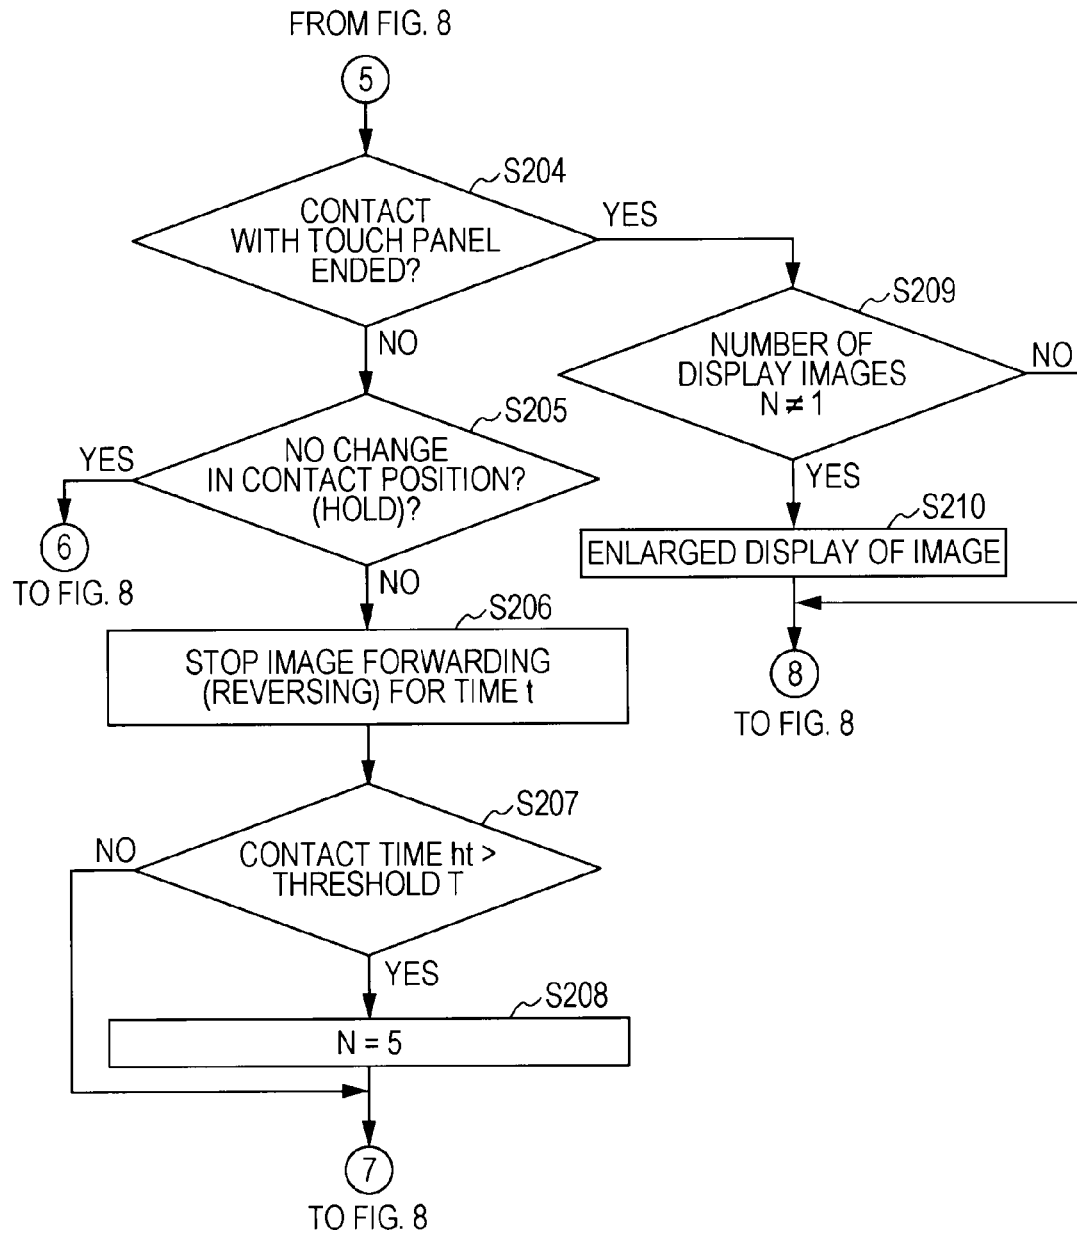 FROM FIG. 8
5
S204
CONTACT
WITH TOUCH PANEL
ENDED?
YES
NO
S209
NUMBER OF
DISPLAY IMAGES
N ≠ 1
NO
YES
S205
NO CHANGE
IN CONTACT POSITION?
(HOLD)?
YES
NO
6
TO FIG. 8
S210
ENLARGED DISPLAY OF IMAGE
8
TO FIG. 8
S206
STOP IMAGE FORWARDING
(REVERSING) FOR TIME t
S207
CONTACT TIME ht >
THRESHOLD T
NO
YES
S208
N = 5
7
TO FIG. 8